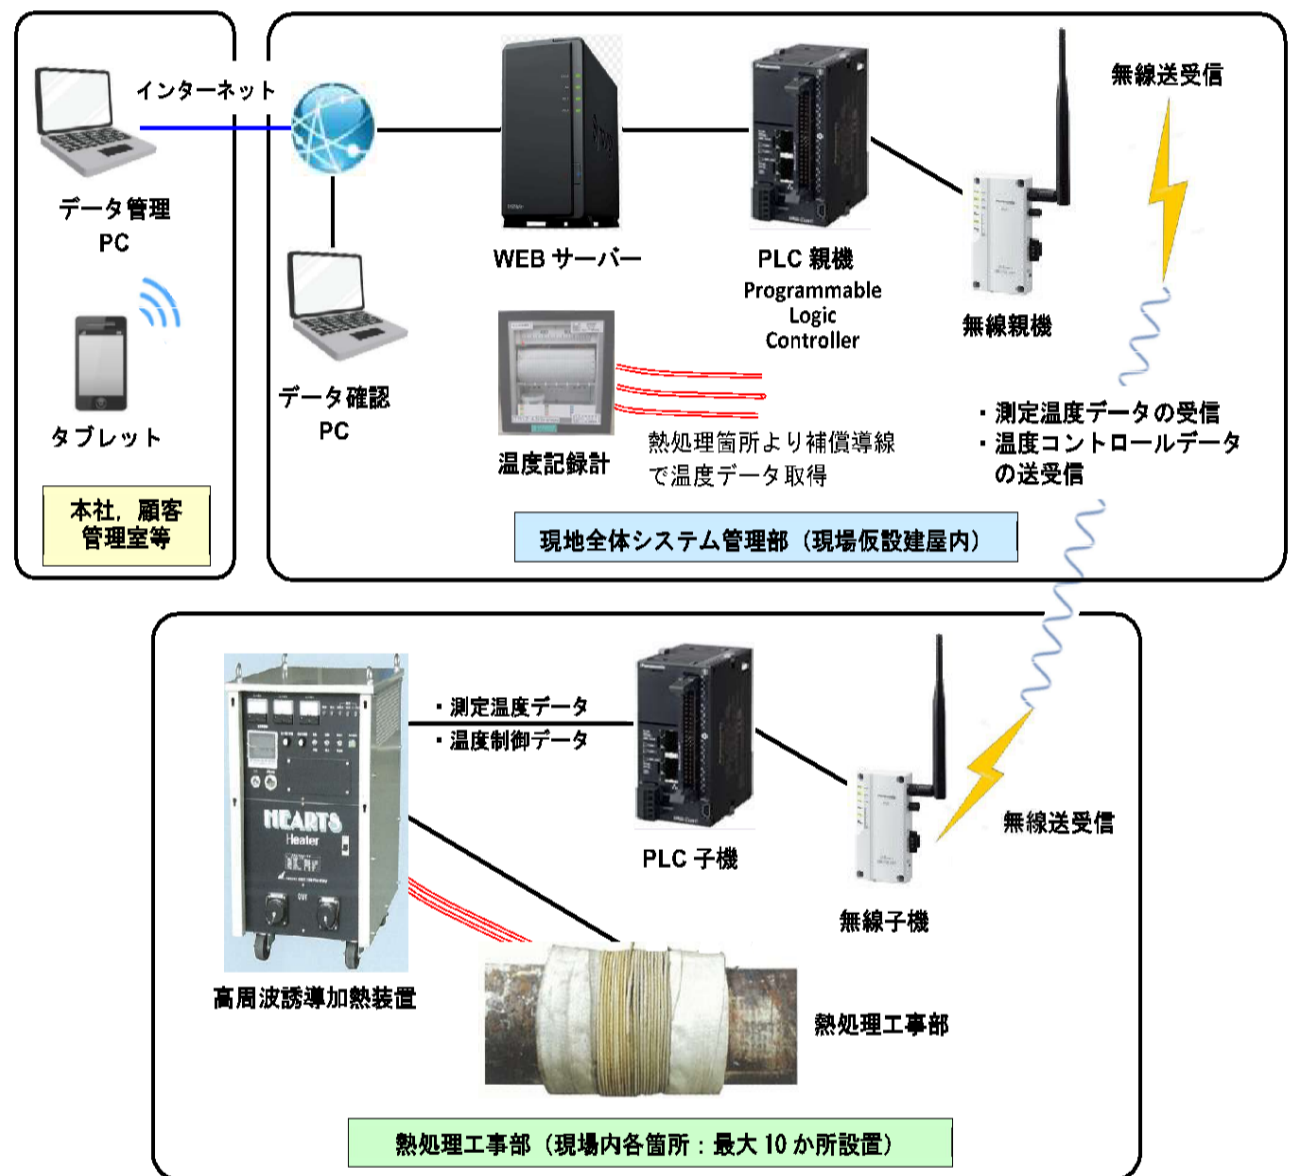 インターネット
データ管理
PC
タブレット
本社，顧客
管理室等
データ確認
PC
WEB サーバー
PLC 親機
Programmable
Logic
Controller
無線親機
無線送受信
温度記録計
熱処理箇所より補償導線
で温度データ取得
・測定温度データの受信
・温度コントロールデータ
の送受信
現地全体システム管理部（現場仮設建屋内）
・測定温度データ
・温度制御データ
HEARTS
Heater
OUT
高周波誘導加熱装置
PLC 子機
無線子機
無線送受信
熱処理工事部
熱処理工事部（現場内各箇所：最大 10 か所設置）